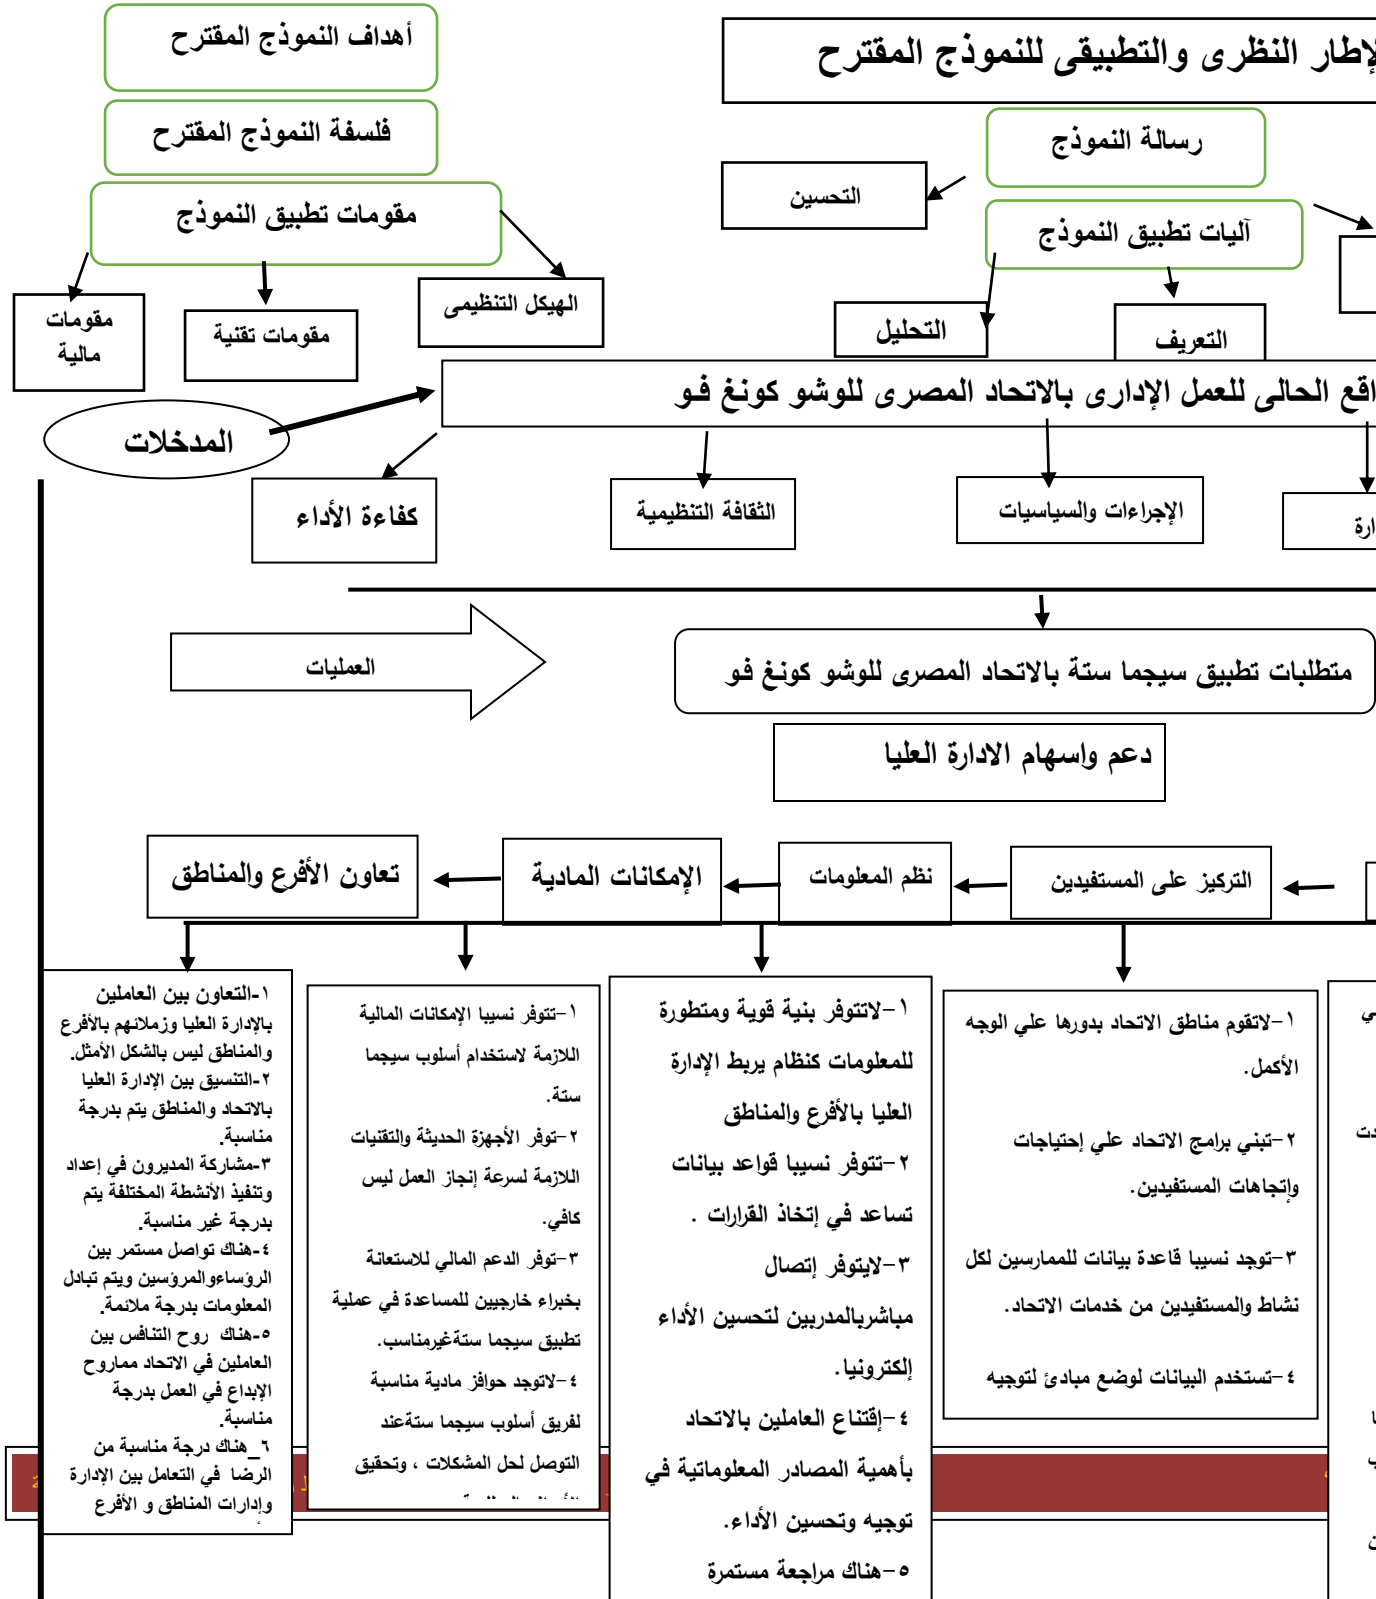 لإطار النظرى والتطبيقى للنموذج المقترح
أهداف النموذج المقترح
رسالة النموذج
فلسفة النموذج المقترح
التحسين
آليات تطبيق النموذج
مقومات تطبيق النموذج
التعريف
التحليل
الهيكل التنظيمى
مقومات تقنية
مقومات
مالية
اقع الحالى للعمل الإدارى بالاتحاد المصرى للوشو كونغ فو
المدخلات
ارة
الإجراءات والسياسيات
الثقافة التنظيمية
كفاءة الأداء
العمليات
متطلبات تطبيق سيجما ستة بالاتحاد المصرى للوشو كونغ فو
دعم واسهام الادارة العليا
التركيز على المستفيدين
نظم المعلومات
الإمكانات المادية
تعاون الأفرع والمناطق
ي
دت
ا
ب
ن
١-لاتقوم مناطق الاتحاد بدورها علي الوجه
الأكمل.
٢-تبني برامج الاتحاد علي إحتياجات
وإتجاهات المستفيدين.
٣-توجد نسيبا قاعدة بيانات للممارسين لكل
نشاط والمستفيدين من خدمات الاتحاد.
٤-تستخدم البيانات لوضع مبادئ لتوجيه
١-لاتتوفر بنية قوية ومتطورة
للمعلومات كنظام يربط الإدارة
العليا بالأفرع والمناطق
٢-تتوفر نسيبا قواعد بيانات
تساعد في إتخاذ القرارات .
٣-لايتوفر إتصال
مباشربالمدربين لتحسين الأداء
إلكترونيا.
٤-إقتناع العاملين بالاتحاد
بأهمية المصادر المعلوماتية في
توجيه وتحسين الأداء.
٥-هناك مراجعة مستمرة
١-تتوفر نسيبا الإمكانات المالية
اللازمة لاستخدام أسلوب سيجما
ستة.
٢-توفر الأجهزة الحديثة والتقنيات
اللازمة لسرعة إنجاز العمل ليس
كافي.
٣-توفر الدعم المالي للاستعانة
بخبراء خارجيين للمساعدة في عملية
تطبيق سيجما ستةغيرمناسب.
٤-لاتوجد حوافز مادية مناسبة
لفريق أسلوب سيجما ستةعند
التوصل لحل المشكلات ، وتحقيق
١-التعاون بين العاملين
بالإدارة العليا وزملائهم بالأفرع
والمناطق ليس بالشكل الأمثل.
٢-التنسيق بين الإدارة العليا
بالاتحاد والمناطق يتم بدرجة
مناسبة.
٣-مشاركة المديرون في إعداد
وتنفيذ الأنشطة المختلفة يتم
بدرجة غير مناسبة.
٤-هناك تواصل مستمر بين
الرؤساءوالمرؤسين ويتم تبادل
المعلومات بدرجة ملائمة.
٥-هناك روح التنافس بين
العاملين في الاتحاد مماروح
الإبداع في العمل بدرجة
مناسبة.
٦_هناك درجة مناسبة من
الرضا في التعامل بين الإدارة
وإدارات المناطق و الأفرع